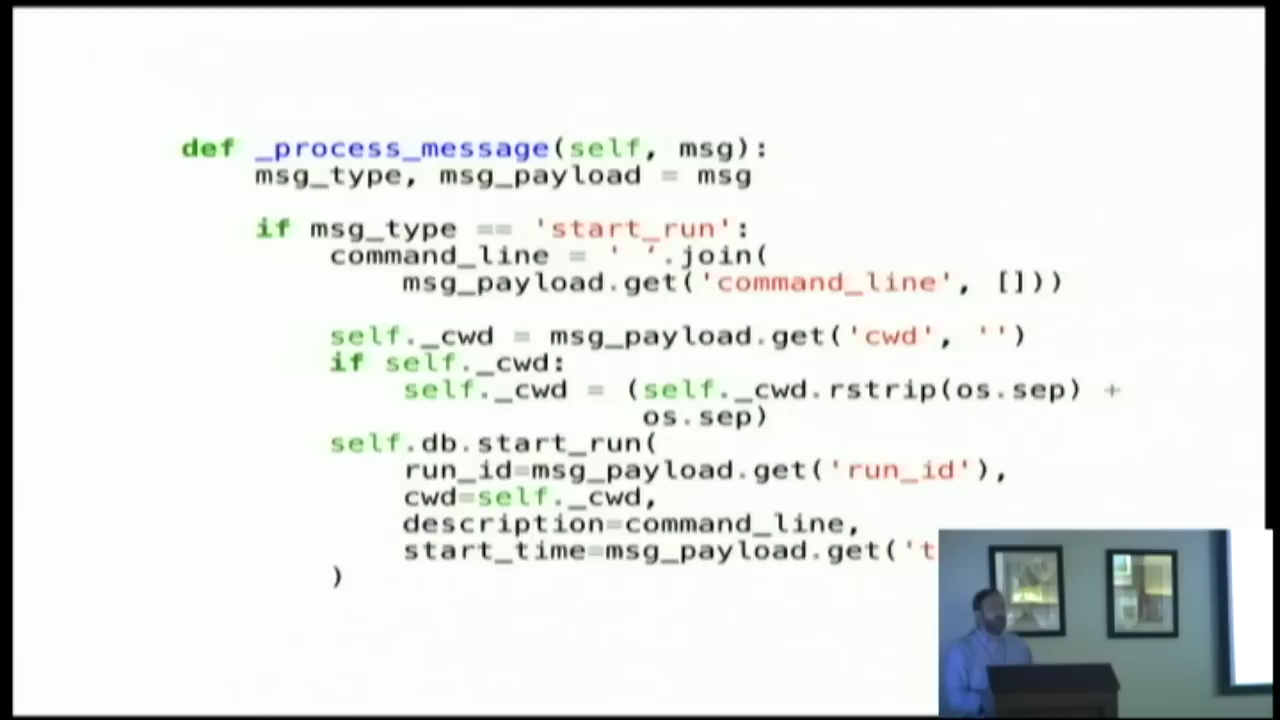 def _process_message(self, msg):
msg_type, msg_payload = msg
if msg_type == 'start_run':
command_line = ' '.join(
msg_payload.get('command_line', []))
self._cwd = msg_payload.get('cwd', '')
if self._cwd:
self._cwd = (self._cwd.rstrip(os.sep) +
os.sep)
self.db.start_run(
run_id=msg_payload.get('run_id'),
cwd=self._cwd,
description=command_line,
start_time=msg_payload.get('t
)